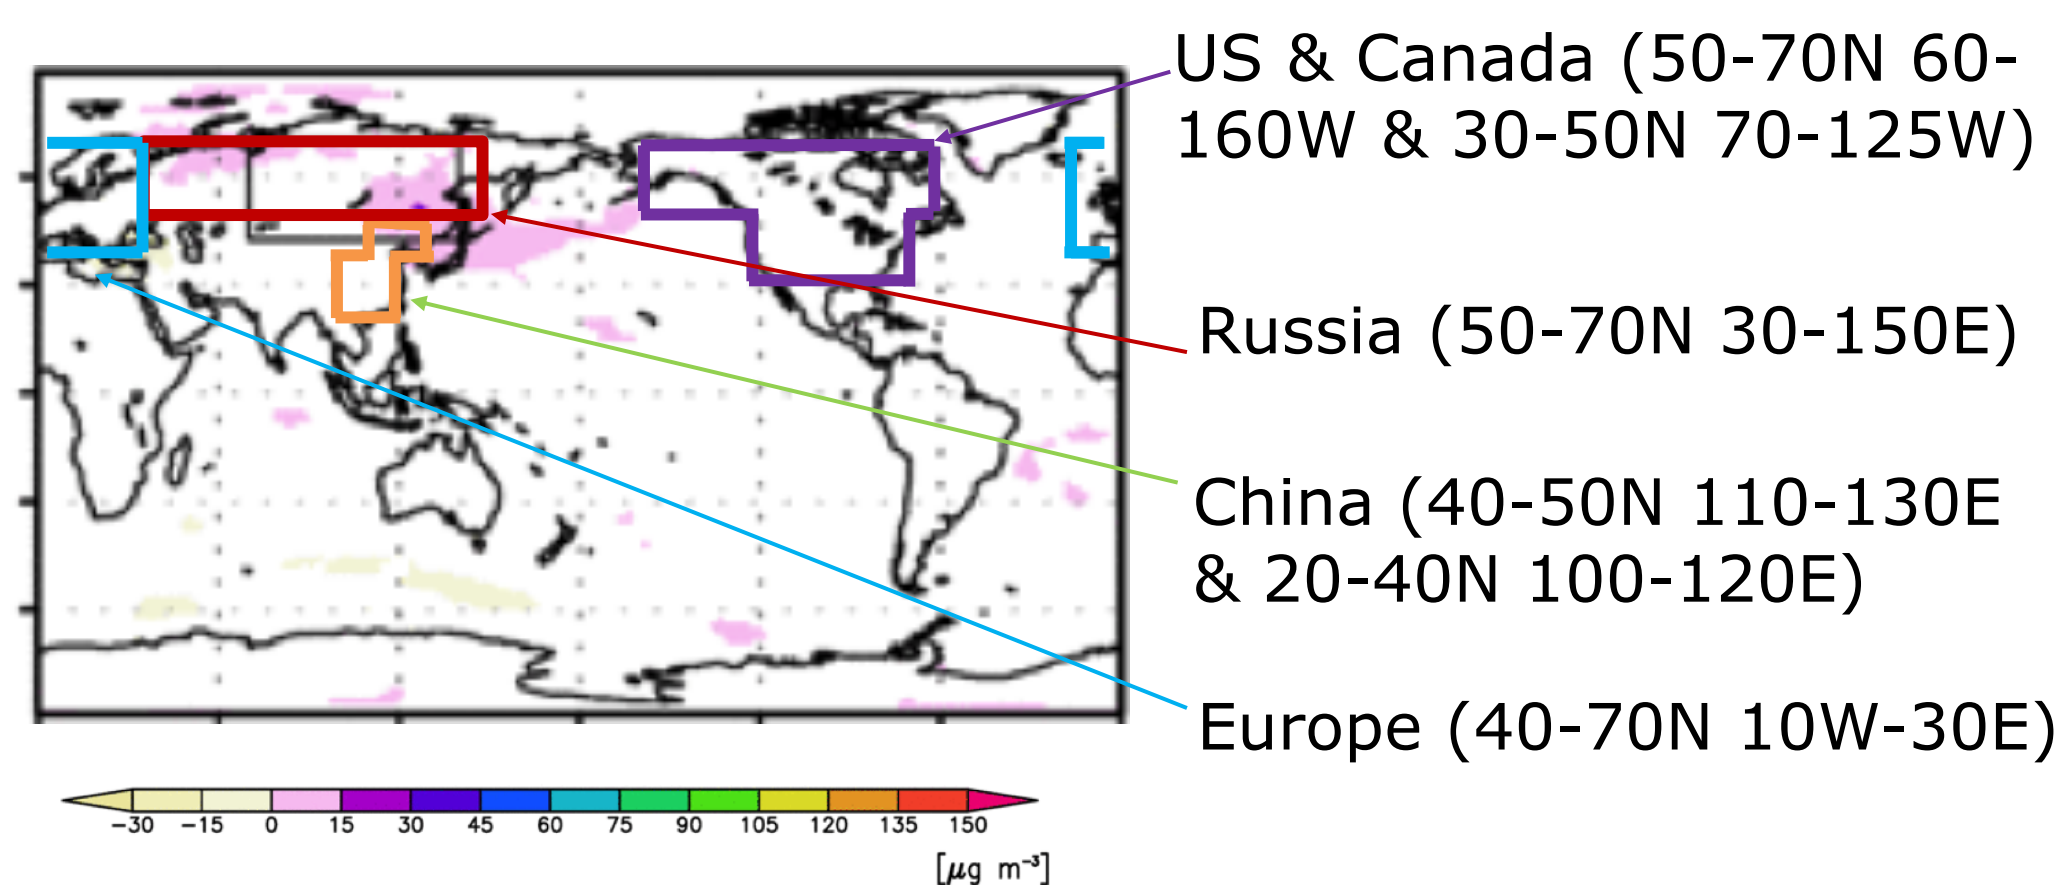 US & Canada (50-70N 60-
160W & 30-50N 70-125W)
Russia (50-70N 30-150E)
China (40-50N 110-130E
& 20-40N 100-120E)
Europe (40-70N 10W-30E)
-30 -15 0 15 30 45 60 75 90 105 120 135 150
[μg m⁻³]